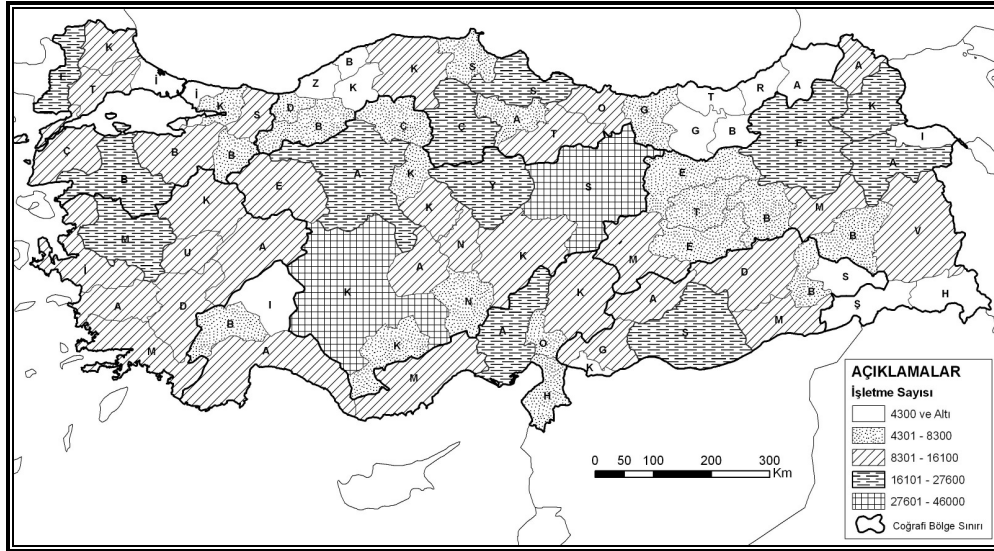 K
B
K
S
A
E
İ
Z
K
T
R
A
T
İ
K
S
D
S
O
G
K
B
Ç
Ç
A
T
G
B
E
I
Ç
B
B
A
B
E
A
K
Y
S
E
K
K
T
B
M
M
B
V
U
A
N
K
M
E
İ
A
D
S
A
D
I
K
N
K
A
B
Ş
H
B
A
Ş
M
M
A
K
O
G
K
M
H
AÇIKLAMALAR
İşletme Sayısı
4300 ve Altı
4301 - 8300
8301 - 16100
16101 - 27600
27601 - 46000
Coğrafi Bölge Sınırı
0 50 100 200 300
Km